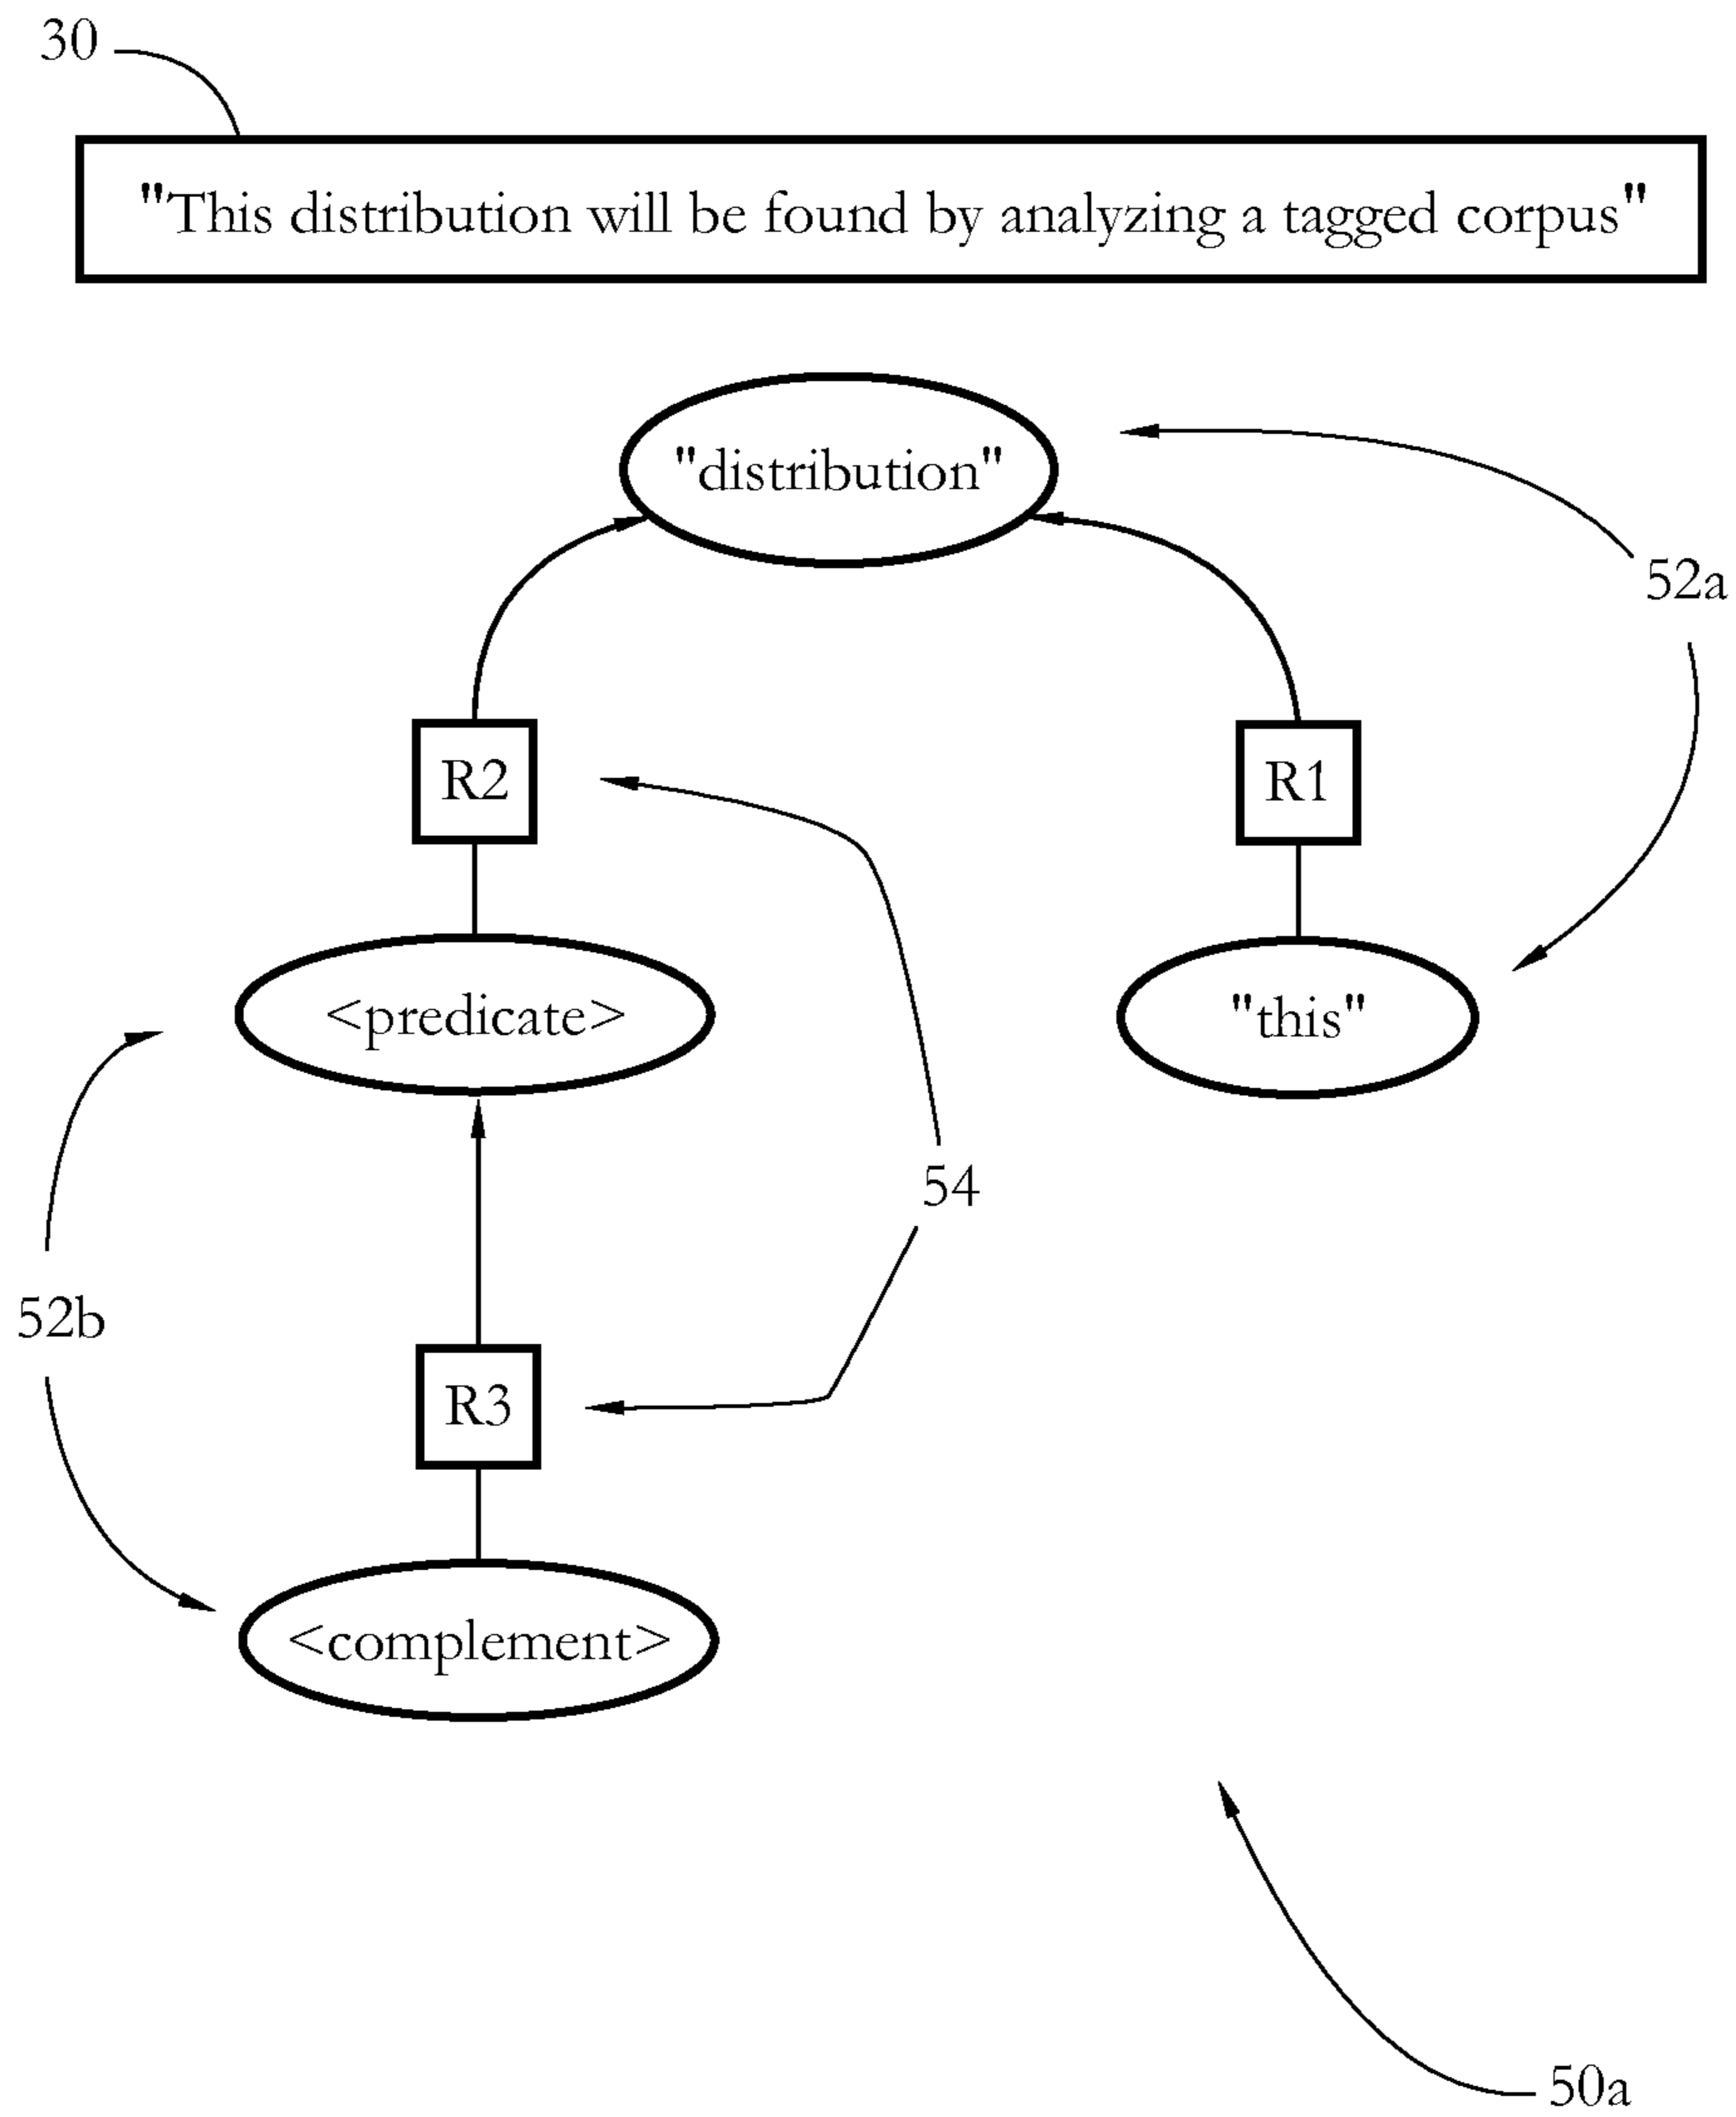 30
"This distribution will be found by analyzing a tagged corpus"
"distribution"
52a
R2
R1
<predicate>
"this"
54
52b
R3
<complement>
50a